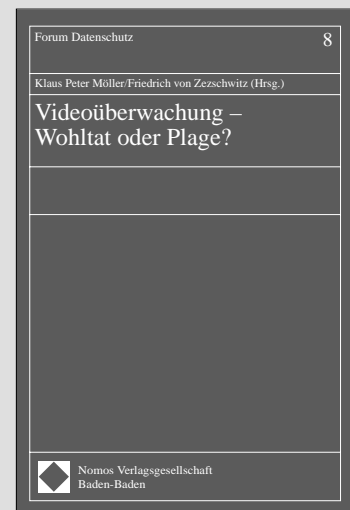 Forum Datenschutz 8
Klaus Peter Möller/Friedrich von Zezschwitz (Hrsg.)
Videoüberwachung –
Wohltat oder Plage?
Nomos Verlagsgesellschaft
Baden-Baden